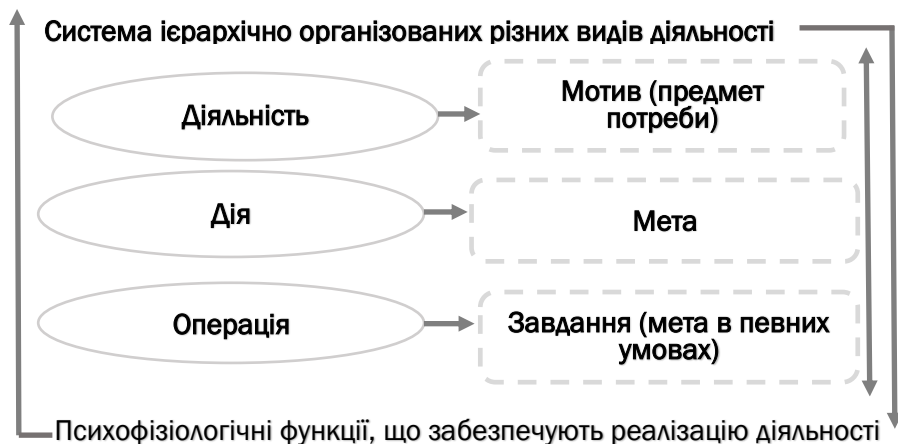 Система ієрархічно організованих різних видів діяльності
Діяльність
Мотив (предмет
потреби)
Дія
Мета
Операція
Завдання (мета в певних
умовах)
Психофізіологічні функції, що забезпечують реалізацію діяльності